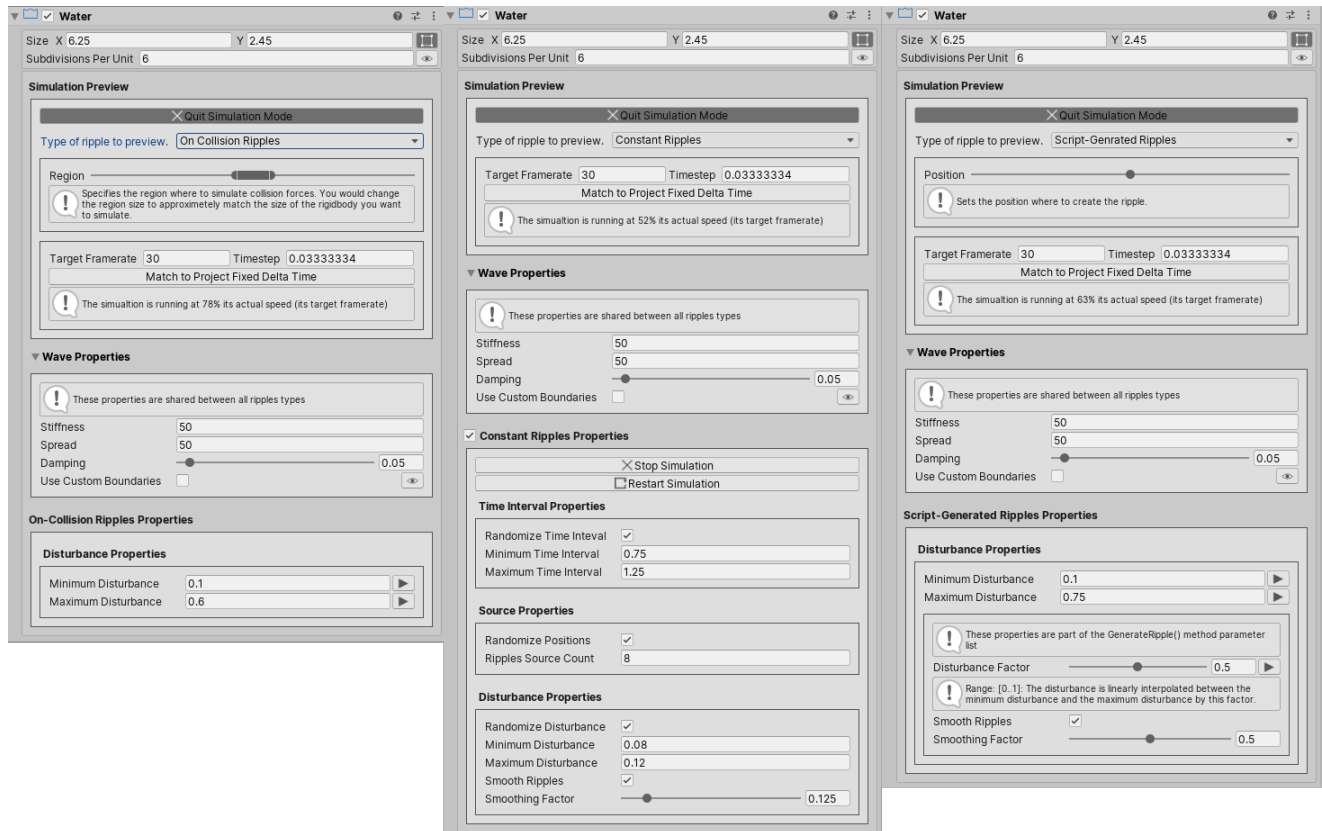 Water
Size X 6.25 Y 2.45
Subdivisions Per Unit 6
Simulation Preview
Quit Simulation Mode
Type of ripple to preview. On Collision Ripples
Region
Specifies the region where to simulate collision forces. You would change
the region size to approximetely match the size of the rigidbody you want
to simulate.
Target Framerate 30 Timestep 0.03333334
Match to Project Fixed Delta Time
The simualtion is running at 78% its actual speed (its target framerate)
Wave Properties
These properties are shared between all ripples types
Stiffness 50
Spread 50
Damping 0.05
Use Custom Boundaries
On-Collision Ripples Properties
Disturbance Properties
Minimum Disturbance 0.1
Maximum Disturbance 0.6
Water
Size X 6.25 Y 2.45
Subdivisions Per Unit 6
Simulation Preview
Quit Simulation Mode
Type of ripple to preview. Constant Ripples
Target Framerate 30 Timestep 0.03333334
Match to Project Fixed Delta Time
The simualtion is running at 52% its actual speed (its target framerate)
Wave Properties
These properties are shared between all ripples types
Stiffness 50
Spread 50
Damping 0.05
Use Custom Boundaries
Constant Ripples Properties
Stop Simulation
Restart Simulation
Time Interval Properties
Randomize Time Inteval
Minimum Time Interval 0.75
Maximum Time Interval 1.25
Source Properties
Randomize Positions
Ripples Source Count 8
Disturbance Properties
Randomize Disturbance
Minimum Disturbance 0.08
Maximum Disturbance 0.12
Smooth Ripples
Smoothing Factor 0.125
Water
Size X 6.25 Y 2.45
Subdivisions Per Unit 6
Simulation Preview
Quit Simulation Mode
Type of ripple to preview. Script-Genrated Ripples
Position
Sets the position where to create the ripple.
Target Framerate 30 Timestep 0.03333334
Match to Project Fixed Delta Time
The simualtion is running at 63% its actual speed (its target framerate)
Wave Properties
These properties are shared between all ripples types
Stiffness 50
Spread 50
Damping 0.05
Use Custom Boundaries
Script-Generated Ripples Properties
Disturbance Properties
Minimum Disturbance 0.1
Maximum Disturbance 0.75
These properties are part of the GenerateRipple() method parameter
list
Disturbance Factor 0.5
Range: [0..1]: The disturbance is linearly interpolated between the
minimum disturbance and the maximum disturbance by this factor.
Smooth Ripples
Smoothing Factor 0.5